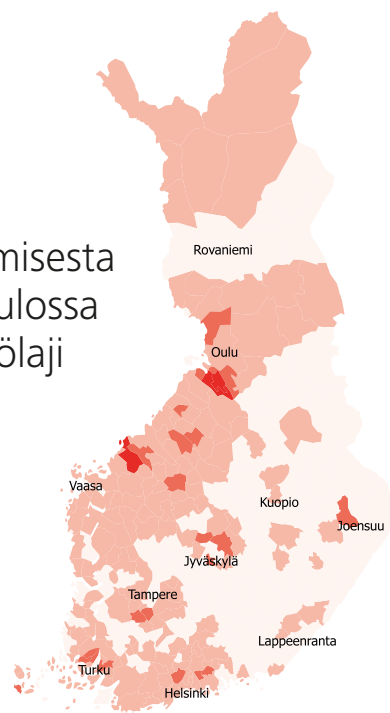 misesta
ulossa
ölaji
Rovaniemi
Oulu
Vaasa
Kuopio
Joensuu
Jyväskylä
Tampere
Lappeenranta
Turku
Helsinki